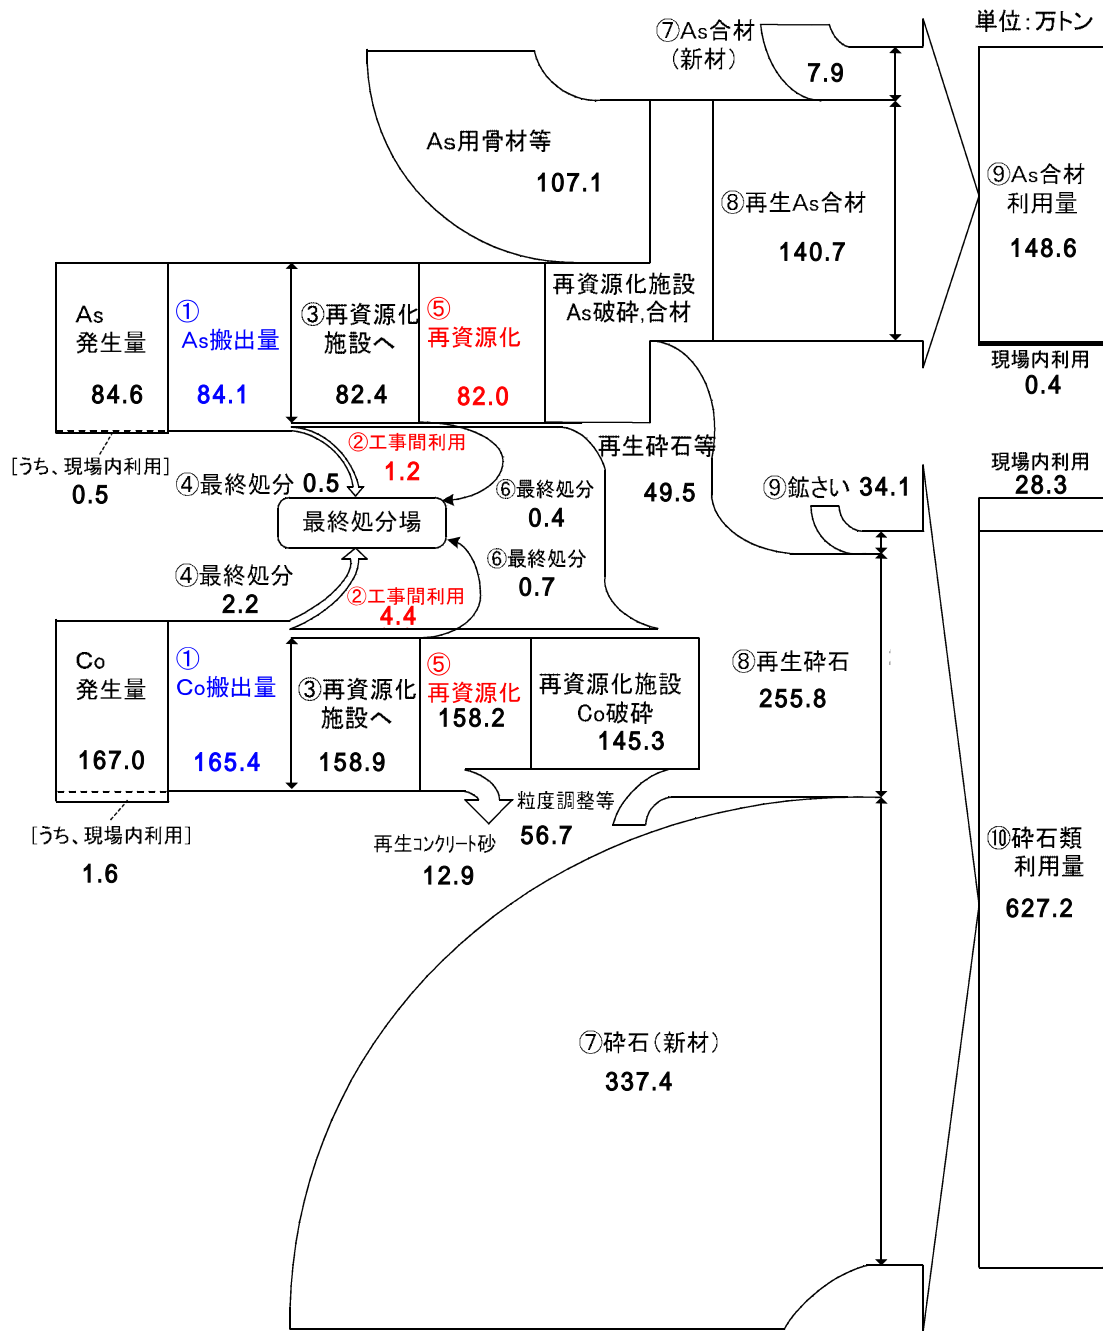 単位：万トン
⑦As合材
（新材）
7.9
As用骨材等
107.1
⑧再生As合材
140.7
⑨As合材
利用量
148.6
現場内利用
0.4
As
発生量
84.6
①
As搬出量
84.1
③再資源化
施設へ
82.4
⑤
再資源化
82.0
再資源化施設
As破砕,合材
[うち、現場内利用]
0.5
②工事間利用
1.2
④最終処分 0.5
⑥最終処分
0.4
再生砕石等
49.5
⑨鉱さい 34.1
現場内利用
28.3
最終処分場
④最終処分
2.2
⑥最終処分
0.7
②工事間利用
4.4
Co
発生量
167.0
①
Co搬出量
165.4
③再資源化
施設へ
158.9
⑤
再資源化
158.2
再資源化施設
Co破砕
145.3
⑧再生砕石
255.8
[うち、現場内利用]
1.6
再生コンクリート砂
12.9
粒度調整等
56.7
⑩砕石類
利用量
627.2
⑦砕石（新材）
337.4